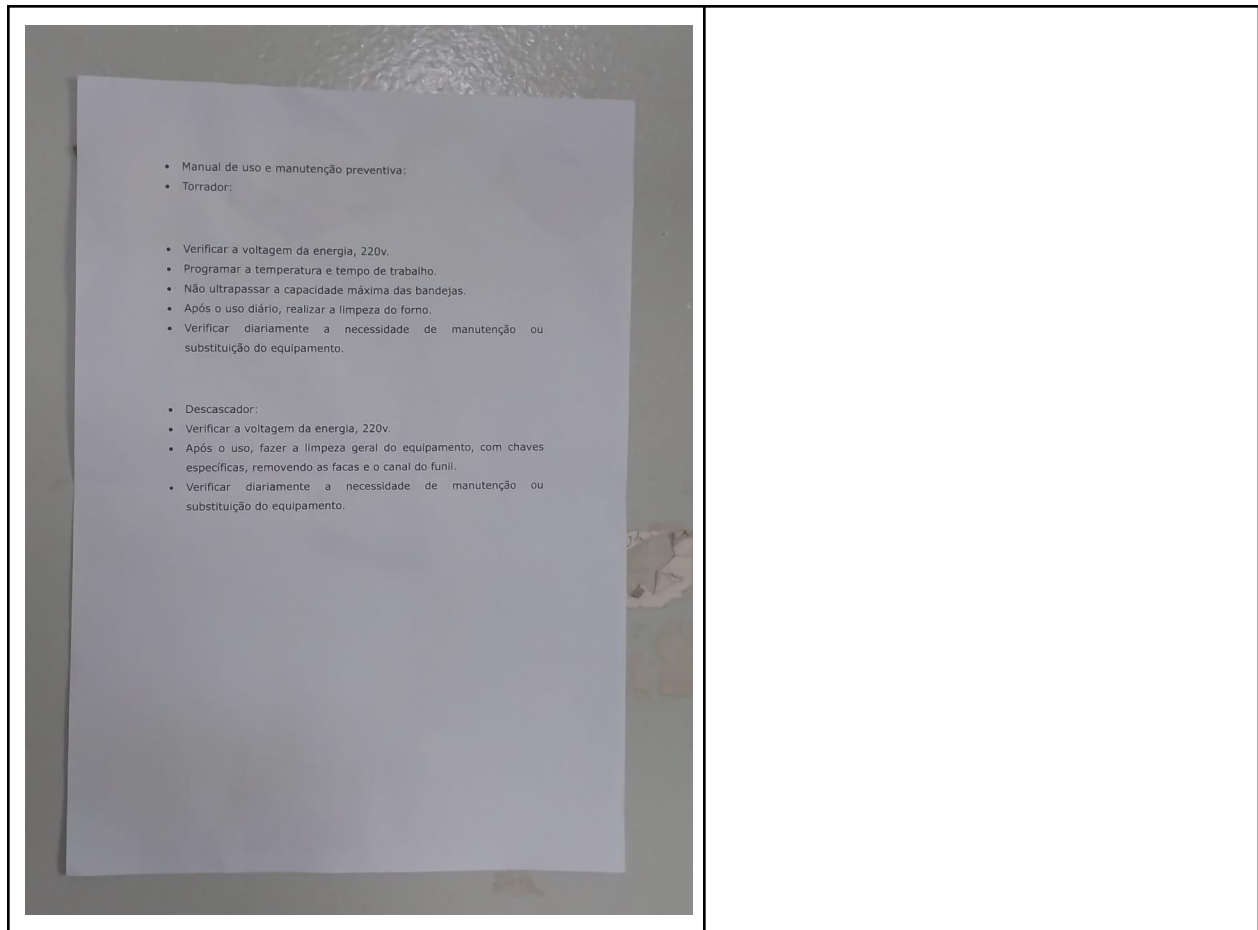 • Manual de uso e manutenção preventiva:
• Torrador:
• Verificar a voltagem da energia, 220v.
• Programar a temperatura e tempo de trabalho.
• Não ultrapassar a capacidade máxima das bandejas.
• Após o uso diário, realizar a limpeza do forno.
• Verificar diariamente a necessidade de manutenção ou
substituição do equipamento.
• Descascador:
• Verificar a voltagem da energia, 220v.
• Após o uso, fazer a limpeza geral do equipamento, com chaves
específicas, removendo as facas e o canal do funil.
• Verificar diariamente a necessidade de manutenção ou
substituição do equipamento.